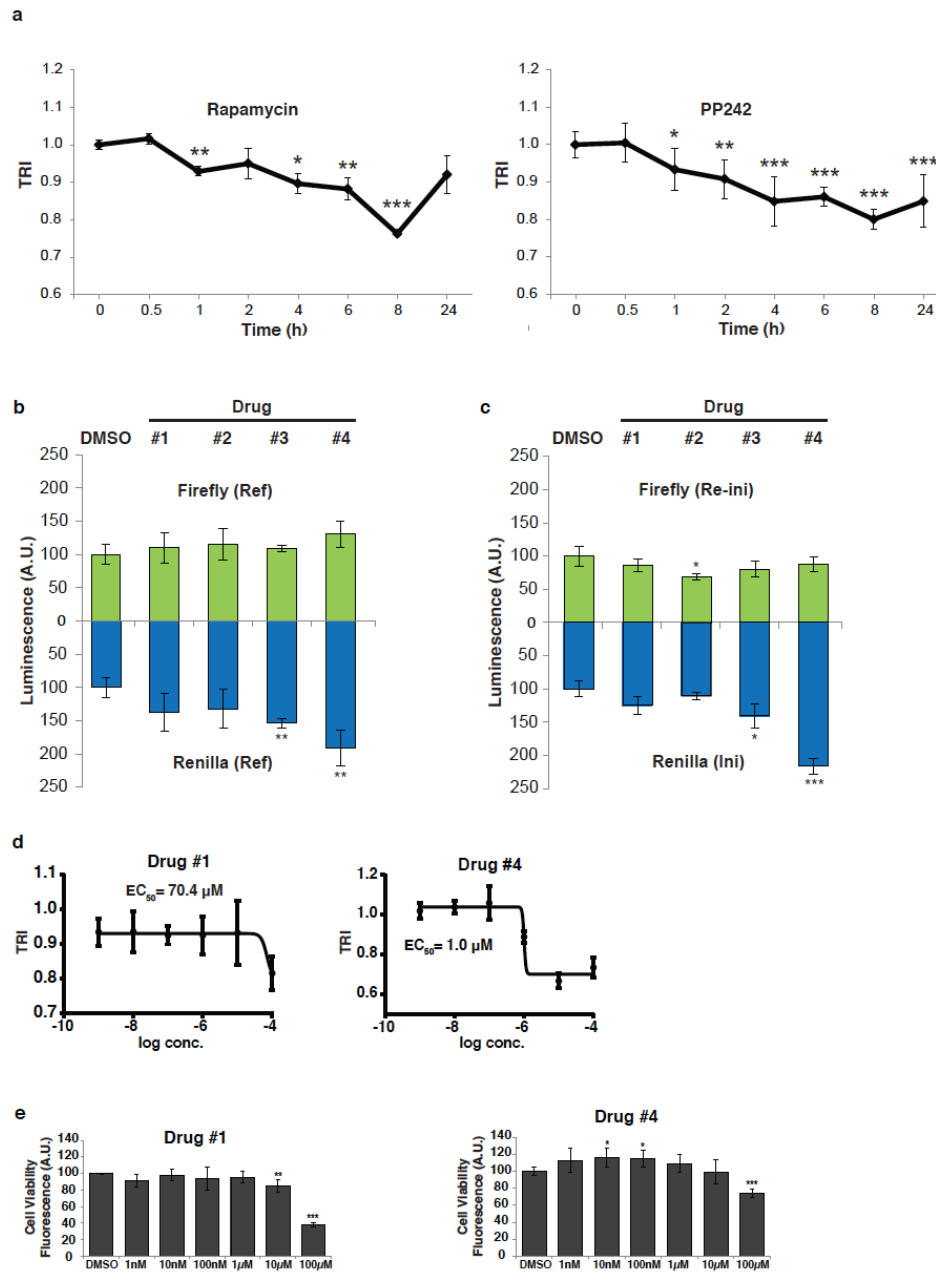 a
Rapamycin
TRI
1.2
1.1
1.0
0.9
0.8
0.7
0.6
** * ** ***
0 0.5 1 2 4 6 8 24
Time (h)
PP242
TRI
1.2
1.1
1.0
0.9
0.8
0.7
0.6
* ** *** *** *** ***
0 0.5 1 2 4 6 8 24
Time (h)
b
Drug
DMSO #1 #2 #3 #4
Firefly (Ref)
Luminescence (A.U.)
250
200
150
100
50
0
50
100
150
200
250
** **
Renilla (Ref)
c
Drug
DMSO #1 #2 #3 #4
Firefly (Re-ini)
Luminescence (A.U.)
250
200
150
100
50
0
50
100
150
200
250
*
* ***
Renilla (Ini)
d
Drug #1
EC50= 70.4 µM
TRI
1.1
1.0
0.9
0.8
0.7
-10 -8 -6 -4
log conc.
Drug #4
EC50= 1.0 µM
TRI
1.2
1.0
0.8
0.6
-10 -8 -6 -4
log conc.
e
Drug #1
Cell Viability
Fluorescence (A.U.)
140
120
100
80
60
40
20
0
** ***
DMSO 1nM 10nM 100nM 1µM 10µM 100µM
Drug #4
Cell Viability
Fluorescence (A.U.)
140
120
100
80
60
40
20
0
* * ***
DMSO 1nM 10nM 100nM 1µM 10µM 100µM